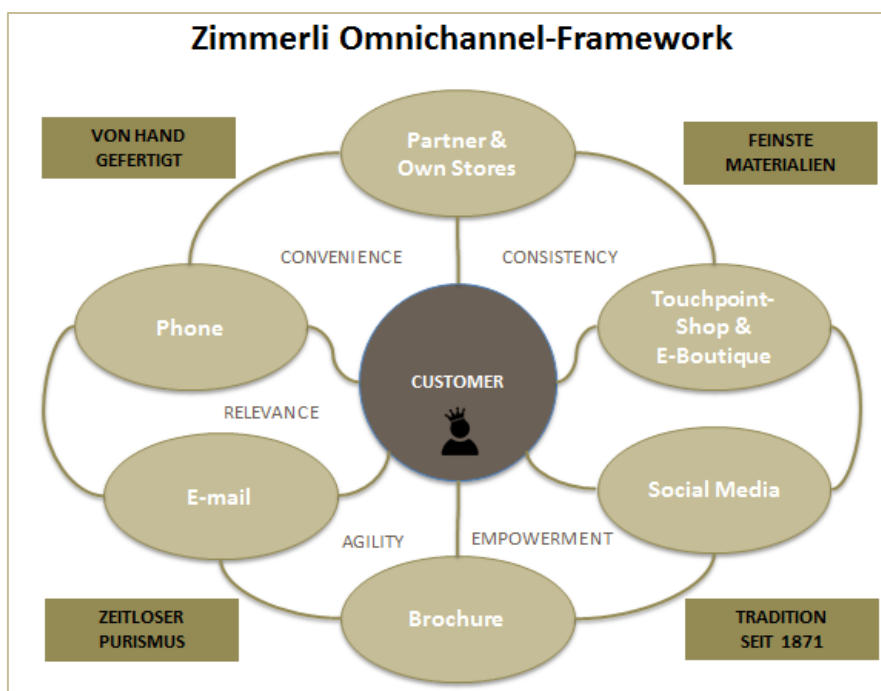 Zimmerli Omnichannel-Framework
VON HAND
GEFERTIGT
Partner &
Own Stores
FEINSTE
MATERIALIEN
CONVENIENCE
CONSISTENCY
Phone
Touchpoint-
Shop &
E-Boutique
CUSTOMER
RELEVANCE
E-mail
Social Media
AGILITY
EMPOWERMENT
Brochure
ZEITLOSER
PURISMUS
TRADITION
SEIT 1871